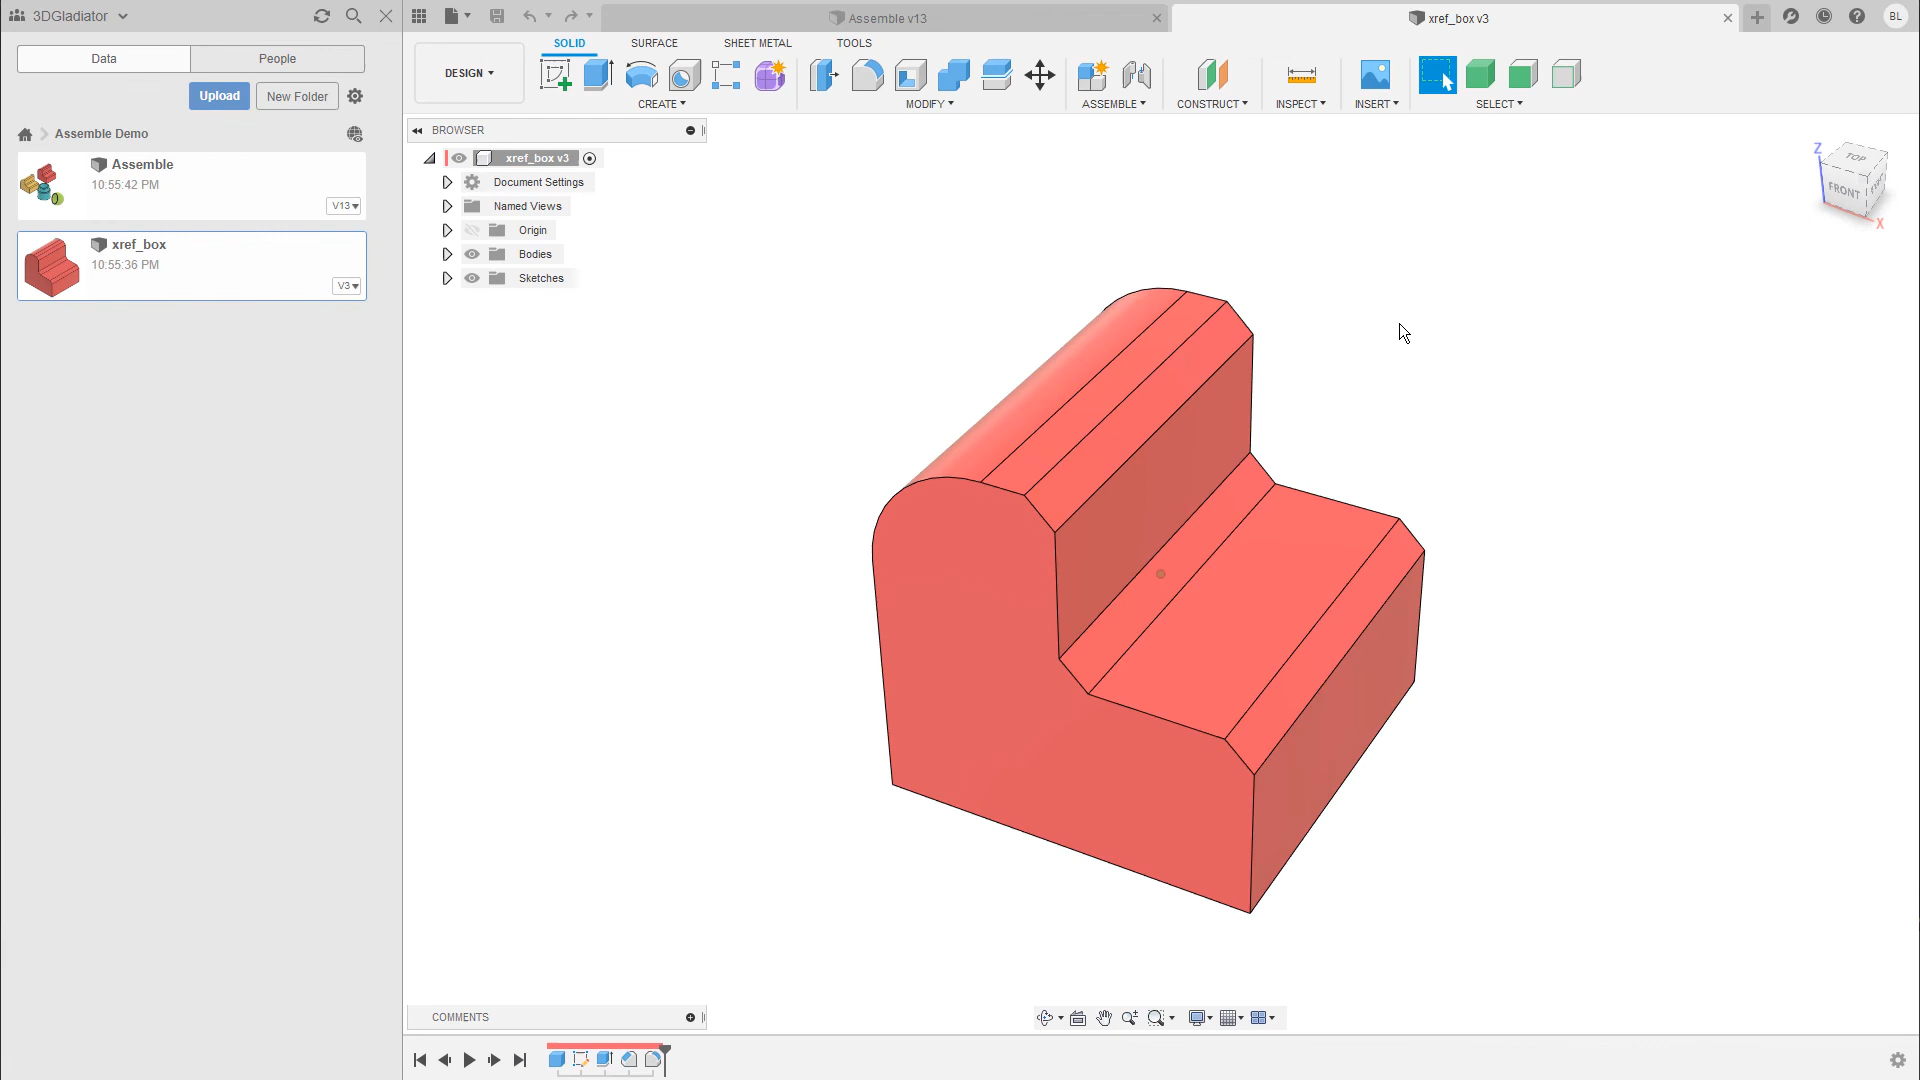 3DGladiator
Assemble v13
xref_box v3
BL
Data
People
Upload
New Folder
Assemble Demo
Assemble
10:55:42 PM
V13
xref_box
10:55:36 PM
V3
DESIGN
SOLID
SURFACE
SHEET METAL
TOOLS
CREATE
MODIFY
ASSEMBLE
CONSTRUCT
INSPECT
INSERT
SELECT
BROWSER
xref_box v3
Document Settings
Named Views
Origin
Bodies
Sketches
Z
TOP
FRONT
X
COMMENTS